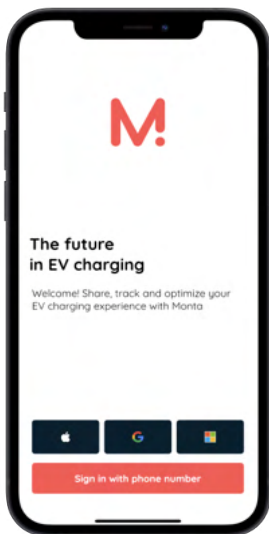 M!
The future
in EV charging
Welcome! Share, track and optimize your
EV charging experience with Monta
G
Sign in with phone number